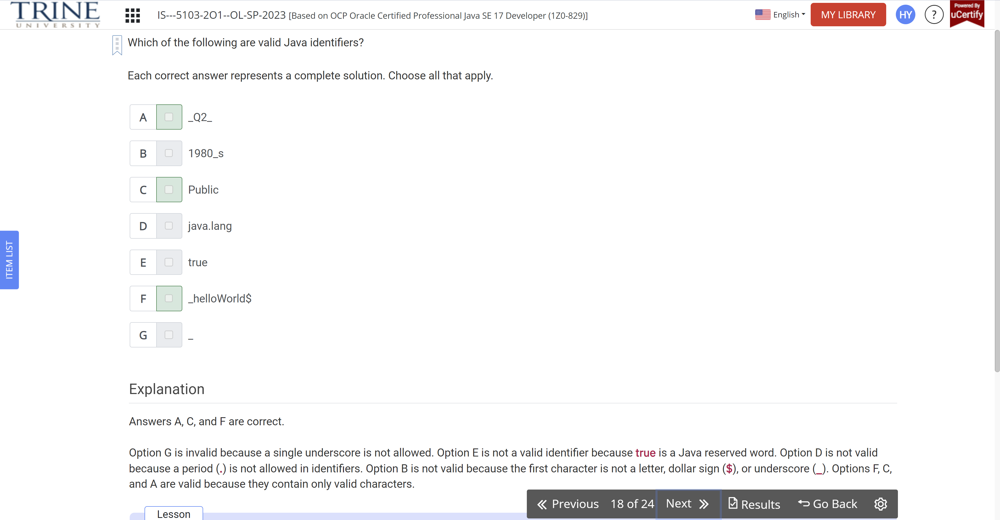 TRINE
UNIVERSITY
IS---5103-2O1--OL-SP-2023 [Based on OCP Oracle Certified Professional Java SE 17 Developer (1Z0-829)]
English
MY LIBRARY
HY
?
Powered By
uCertify
Which of the following are valid Java identifiers?
Each correct answer represents a complete solution. Choose all that apply.
A _Q2_
B 1980_s
C Public
D java.lang
E true
F _helloWorld$
G _
ITEM LIST
Explanation
Answers A, C, and F are correct.
Option G is invalid because a single underscore is not allowed. Option E is not a valid identifier because true is a Java reserved word. Option D is not valid
because a period (.) is not allowed in identifiers. Option B is not valid because the first character is not a letter, dollar sign ($), or underscore (_). Options F, C,
and A are valid because they contain only valid characters.
Previous 18 of 24 Next Results Go Back
Lesson